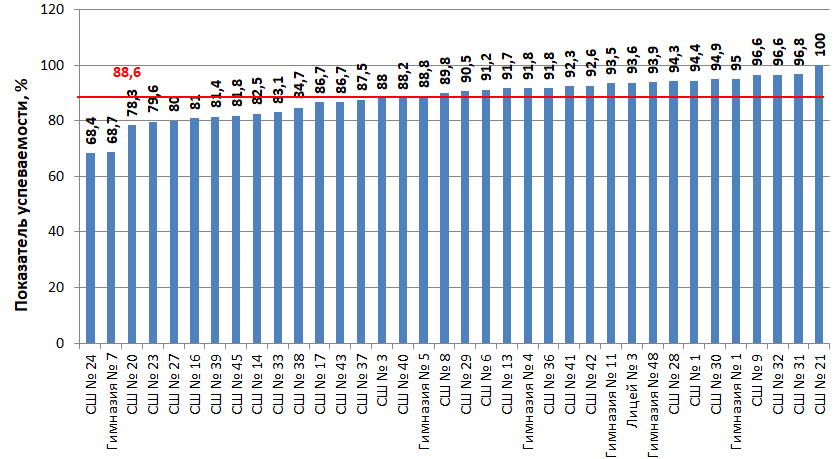 Показатель успеваемости, %
120
100
80
60
40
20
0
88,6
68,4
68,7
78,3
79,6
80
81
81,4
81,8
82,5
83,1
84,7
86,7
86,7
87,5
88
88,2
88,8
89,8
90,5
91,2
91,7
91,8
91,8
92,3
92,6
93,5
93,6
93,9
94,3
94,4
94,9
95
96,6
96,6
96,8
100
СШ № 24
Гимназия № 7
СШ № 20
СШ № 23
СШ № 27
СШ № 16
СШ № 39
СШ № 45
СШ № 14
СШ № 33
СШ № 38
СШ № 17
СШ № 43
СШ № 37
СШ № 3
СШ № 40
Гимназия № 5
СШ № 8
СШ № 29
СШ № 6
СШ № 13
Гимназия № 4
СШ № 36
СШ № 41
СШ № 42
Гимназия № 11
Лицей № 3
Гимназия № 48
СШ № 28
СШ № 1
СШ № 30
Гимназия № 1
СШ № 9
СШ № 32
СШ № 31
СШ № 21